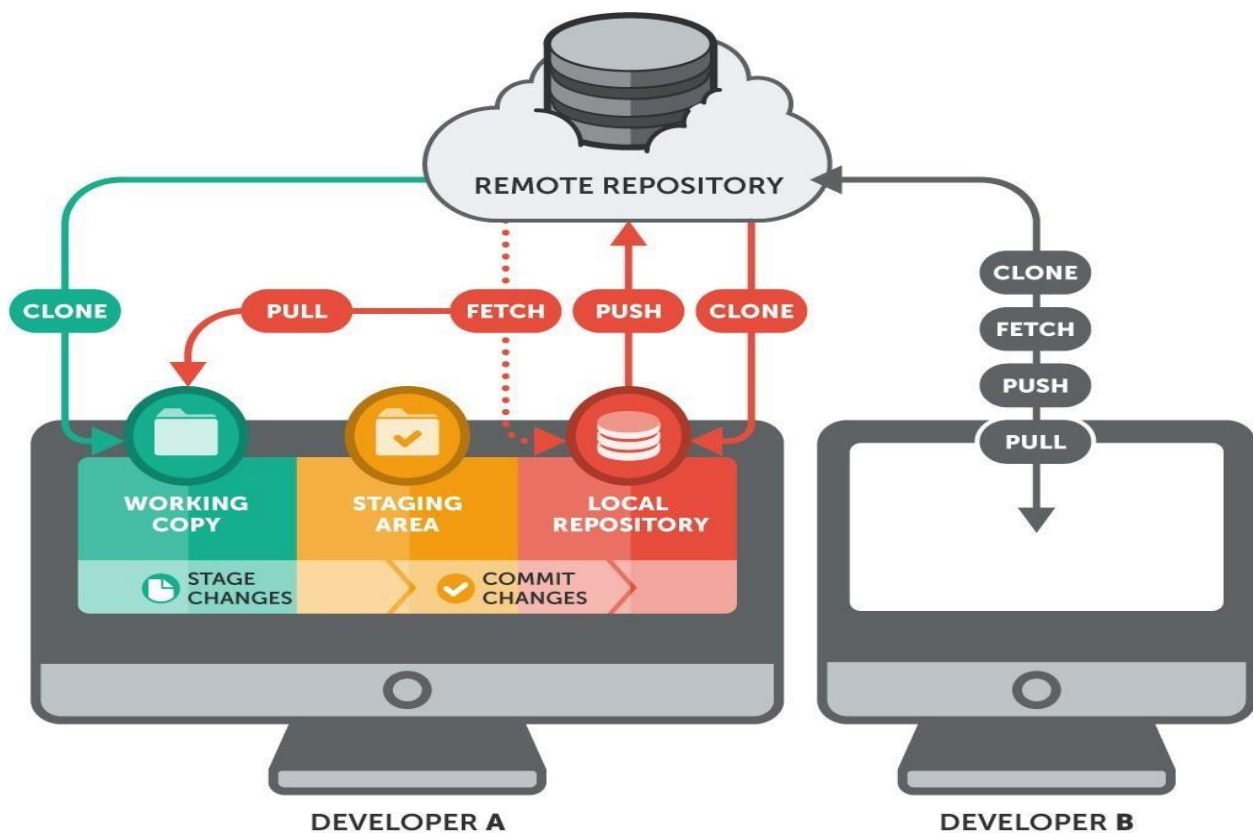 REMOTE REPOSITORY
CLONE
PULL
FETCH
PUSH
CLONE
CLONE
FETCH
PUSH
PULL
WORKING
COPY
STAGING
AREA
LOCAL
REPOSITORY
STAGE
CHANGES
COMMIT
CHANGES
DEVELOPER A
DEVELOPER B